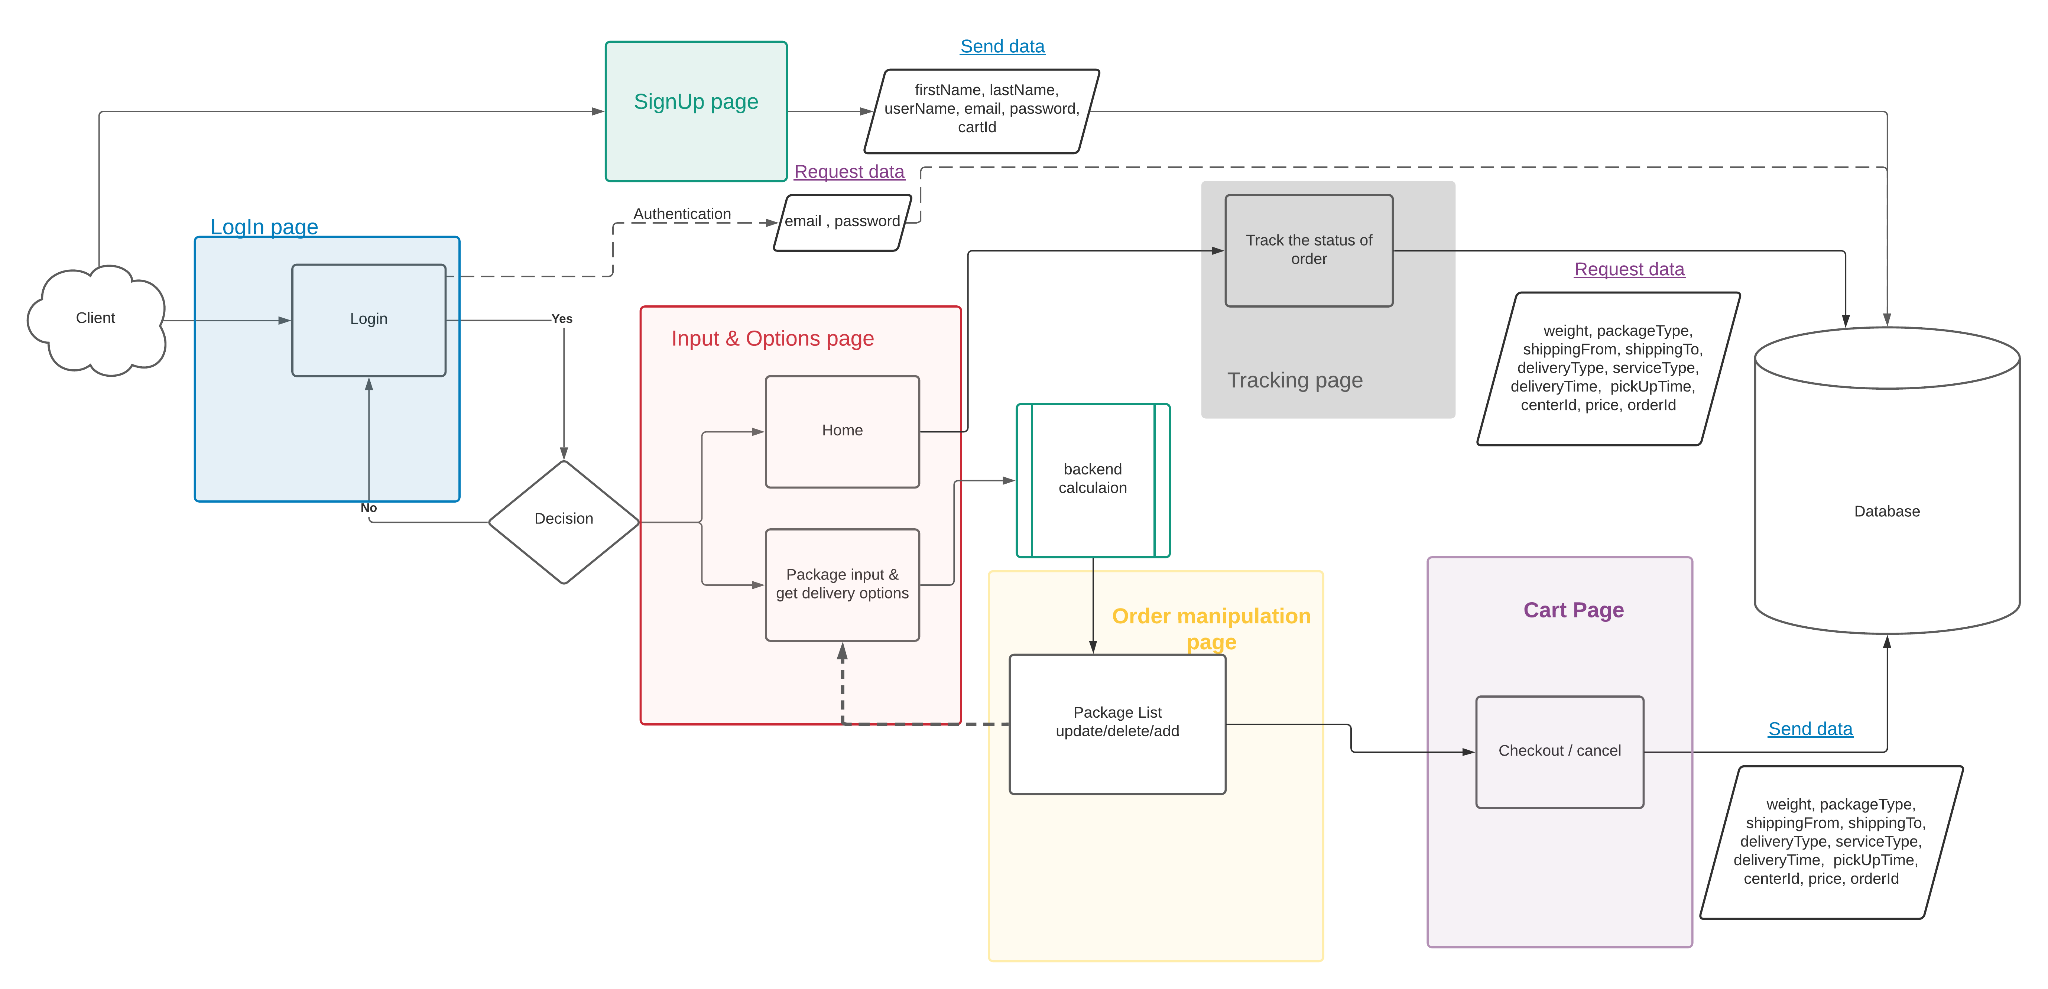 Send data
SignUp page
firstName, lastName,
userName, email, password,
cartId
Request data
Authentication
email , password
LogIn page
Client
Login
Yes
No
Decision
Input & Options page
Home
Package input &
get delivery options
Track the status of
order
Tracking page
Request data
weight, packageType,
shippingFrom, shippingTo,
deliveryType, serviceType,
deliveryTime,  pickUpTime,
centerId, price, orderId
backend
calculaion
Database
Order manipulation
page
Package List
update/delete/add
Cart Page
Checkout / cancel
Send data
weight, packageType,
shippingFrom, shippingTo,
deliveryType, serviceType,
deliveryTime,  pickUpTime,
centerId, price, orderId